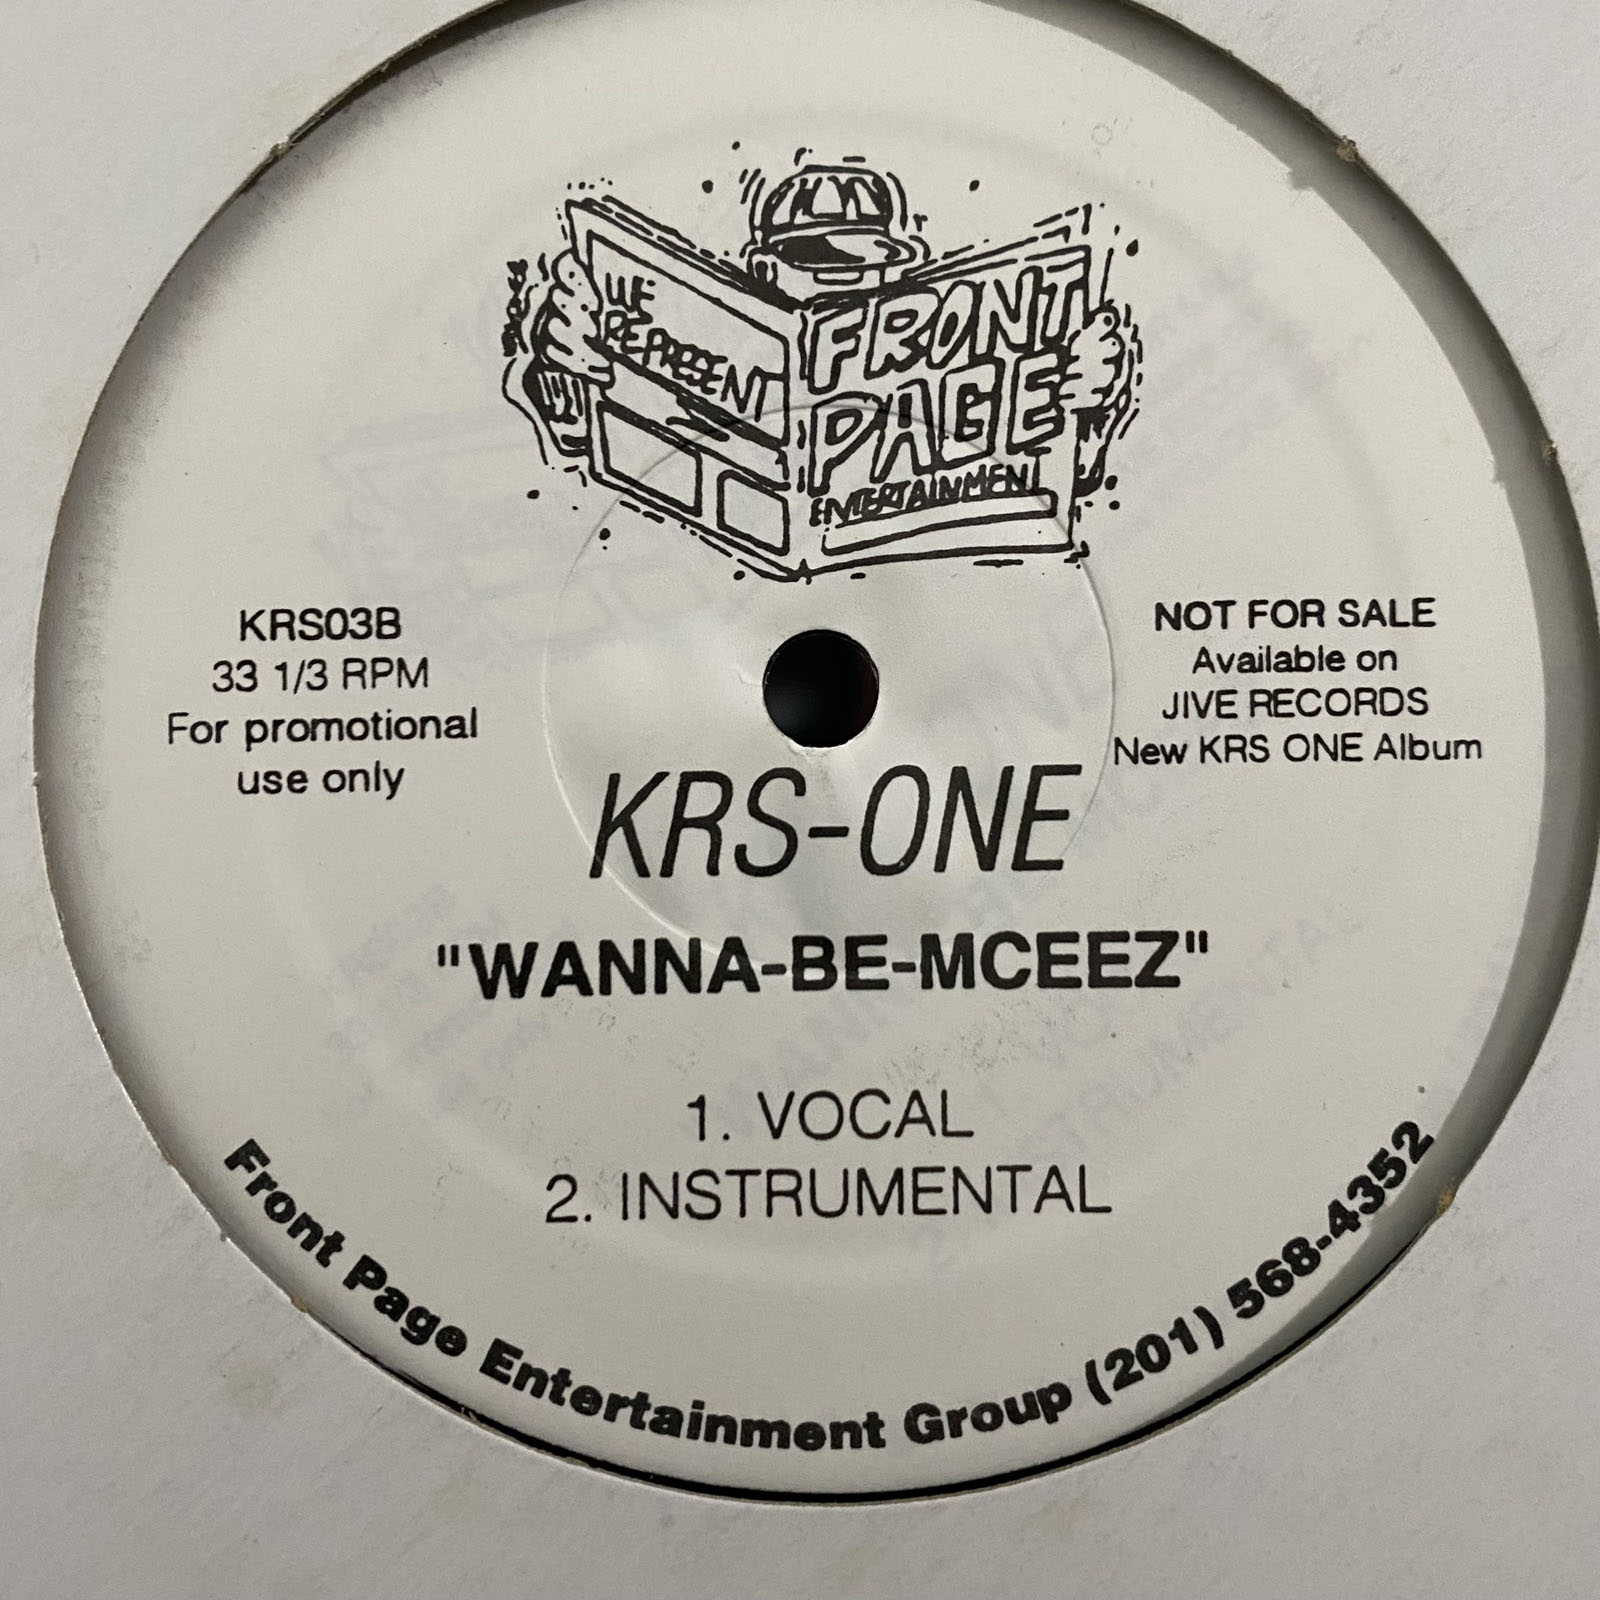 WE
REPRESENT
FRONT
PAGE
ENTERTAINMENT
KRS03B
33 1/3 RPM
For promotional
use only
NOT FOR SALE
Available on
JIVE RECORDS
New KRS ONE Album
KRS-ONE
"WANNA-BE-MCEEZ"
1. VOCAL
2. INSTRUMENTAL
Front Page Entertainment Group (201) 568-4352